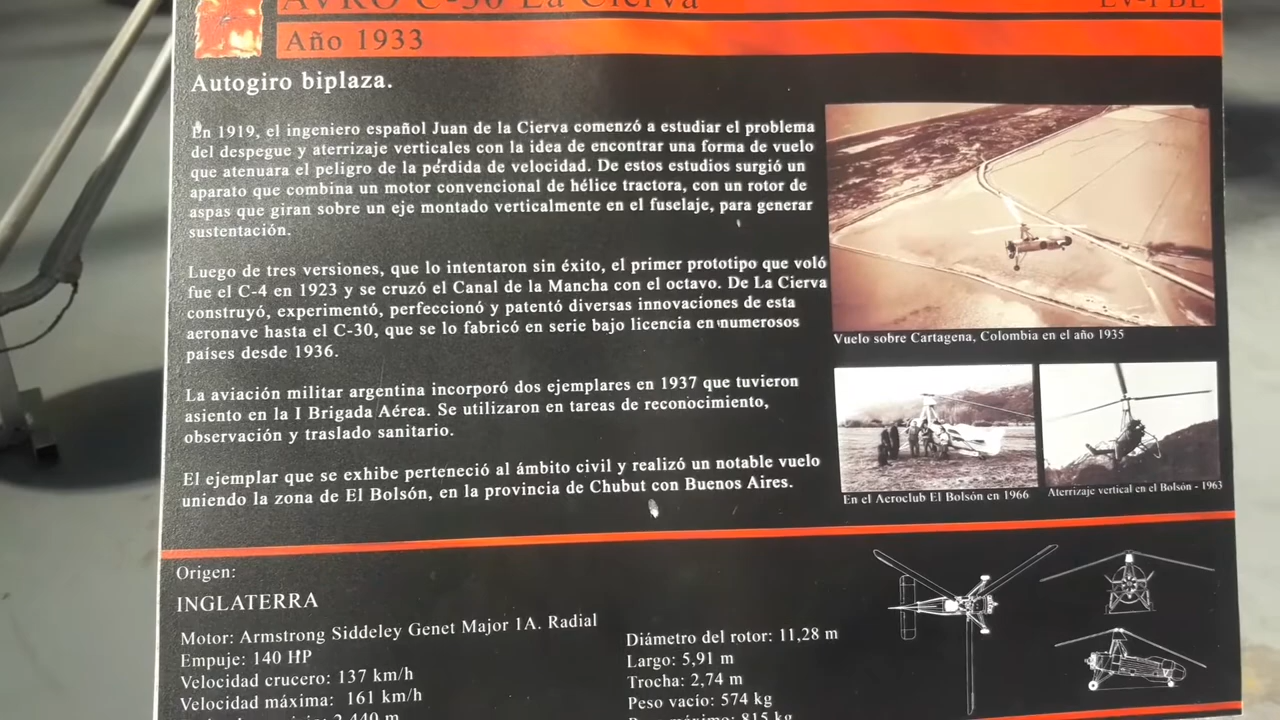 AVRO C-30 La Cierva
Año 1933
Autogiro biplaza.
En 1919, el ingeniero español Juan de la Cierva comenzó a estudiar el problema
del despegue y aterrizaje verticales con la idea de encontrar una forma de vuelo
que atenuara el peligro de la pérdida de velocidad. De estos estudios surgió un
aparato que combina un motor convencional de hélice tractora, con un rotor de
aspas que giran sobre un eje montado verticalmente en el fuselaje, para generar
sustentación.
Luego de tres versiones, que lo intentaron sin éxito, el primer prototipo que voló
fue el C-4 en 1923 y se cruzó el Canal de la Mancha con el octavo. De La Cierva
construyó, experimentó, perfeccionó y patentó diversas innovaciones de esta
aeronave hasta el C-30, que se lo fabricó en serie bajo licencia en numerosos
países desde 1936.
La aviación militar argentina incorporó dos ejemplares en 1937 que tuvieron
asiento en la I Brigada Aérea. Se utilizaron en tareas de reconocimiento,
observación y traslado sanitario.
El ejemplar que se exhibe perteneció al ámbito civil y realizó un notable vuelo
uniendo la zona de El Bolsón, en la provincia de Chubut con Buenos Aires.
Vuelo sobre Cartagena, Colombia en el año 1935
En el Aeroclub El Bolsón en 1966
Aterrizaje vertical en el Bolsón - 1963
Origen:
INGLATERRA
Motor: Armstrong Siddeley Genet Major 1A. Radial
Empuje: 140 HP
Velocidad crucero: 137 km/h
Velocidad máxima: 161 km/h
2.440 m
Diámetro del rotor: 11,28 m
Largo: 5,91 m
Trocha: 2,74 m
Peso vacío: 574 kg
Peso máximo: 815 kg